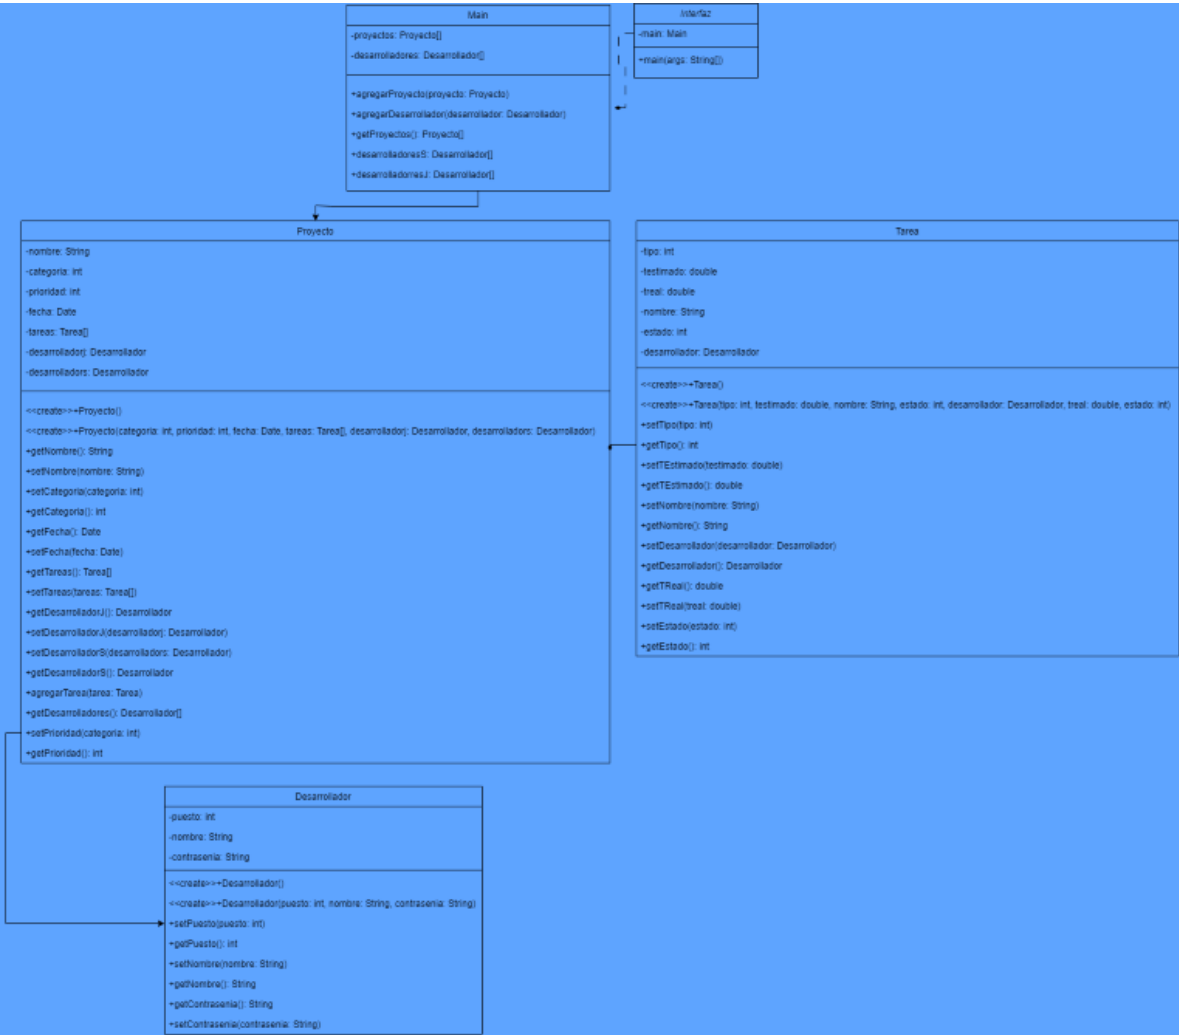 Main
-proyectos: Proyecto[]
-desarrolladores: Desarrollador[]
+agregarProyecto(proyecto: Proyecto)
+agregarDesarrollador(desarrollador: Desarrollador)
+getProyectos(): Proyecto[]
+desarrolladoresS: Desarrollador[]
+desarrolladorresJ: Desarrollador[]
Interfaz
-main: Main
+main(args: String[])
Proyecto
-nombre: String
-categoria: int
-prioridad: int
-fecha: Date
-tareas: Tarea[]
-desarrolladorj: Desarrollador
-desarrolladors: Desarrollador
<<create>>+Proyecto()
<<create>>+Proyecto(categoria: int, prioridad: int, fecha: Date, tareas: Tarea[], desarrolladorj: Desarrollador, desarrolladors: Desarrollador)
+getNombre(): String
+setNombre(nombre: String)
+setCategoria(categoria: int)
+getCategoria(): int
+getFecha(): Date
+setFecha(fecha: Date)
+getTareas(): Tarea[]
+setTareas(tareas: Tarea[])
+getDesarrolladorJ(): Desarrollador
+setDesarrolladorJ(desarrolladorj: Desarrollador)
+setDesarrolladorS(desarrolladors: Desarrollador)
+getDesarrolladorS(): Desarrollador
+agregarTarea(tarea: Tarea)
+getDesarrolladores(): Desarrollador[]
+setPrioridad(categoria: int)
+getPrioridad(): int
Tarea
-tipo: int
-testimado: double
-treal: double
-nombre: String
-estado: int
-desarrollador: Desarrollador
<<create>>+Tarea()
<<create>>+Tarea(tipo: int, testimado: double, nombre: String, estado: int, desarrollador: Desarrollador, treal: double, estado: int)
+setTipo(tipo: int)
+getTipo(): int
+setTEstimado(testimado: double)
+getTEstimado(): double
+setNombre(nombre: String)
+getNombre(): String
+setDesarrollador(desarrollador: Desarrollador)
+getDesarrollador(): Desarrollador
+getTReal(): double
+setTReal(treal: double)
+setEstado(estado: int)
+getEstado(): int
Desarrollador
-puesto: int
-nombre: String
-contrasenia: String
<<create>>+Desarrollador()
<<create>>+Desarrollador(puesto: int, nombre: String, contrasenia: String)
+setPuesto(puesto: int)
+getPuesto(): int
+setNombre(nombre: String)
+getNombre(): String
+getContrasenia(): String
+setContrasenia(contrasenia: String)